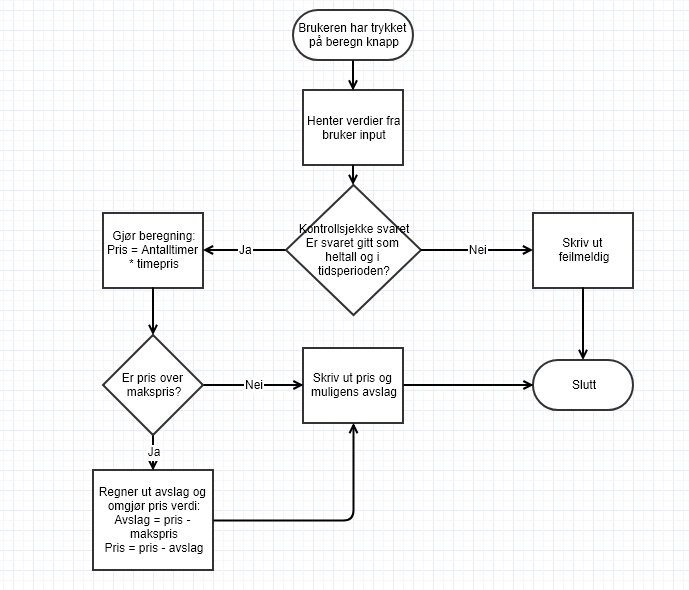 Brukeren har trykket
på beregn knapp
Henter verdier fra
bruker input
Kontrollsjekke svaret
Er svaret gitt som
heltall og i
tidsperioden?
Ja
Nei
Gjør beregning:
Pris = Antalltimer
* timepris
Skriv ut
feilmeldig
Er pris over
makspris?
Nei
Skriv ut pris og
muligens avslag
Slutt
Ja
Regner ut avslag og
omgjør pris verdi:
Avslag = pris -
makspris
Pris = pris - avslag